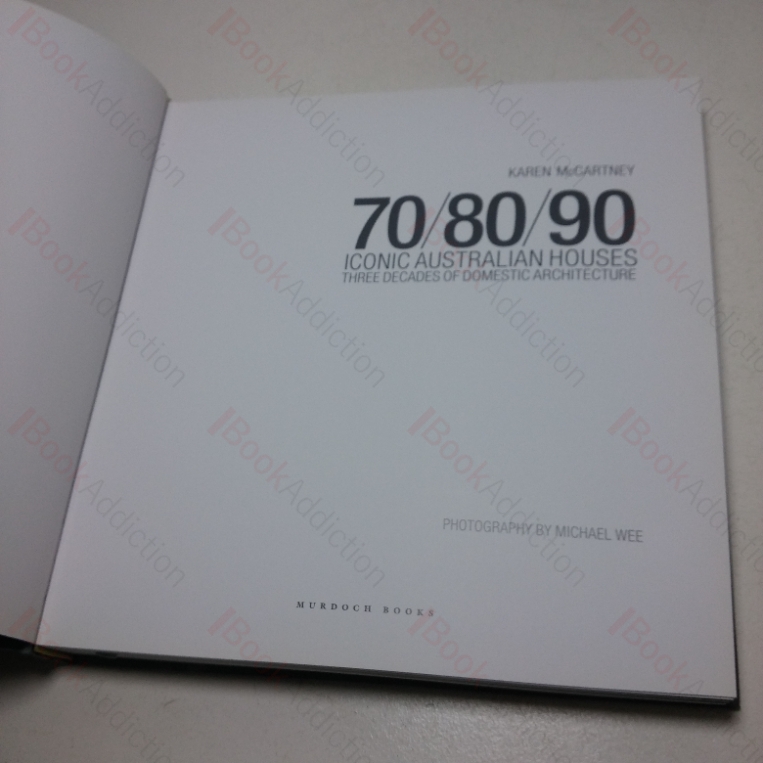 KAREN McCARTNEY
70/80/90
ICONIC AUSTRALIAN HOUSES
THREE DECADES OF DOMESTIC ARCHITECTURE
PHOTOGRAPHY BY MICHAEL WEE
MURDOCH BOOKS
BookAddiction